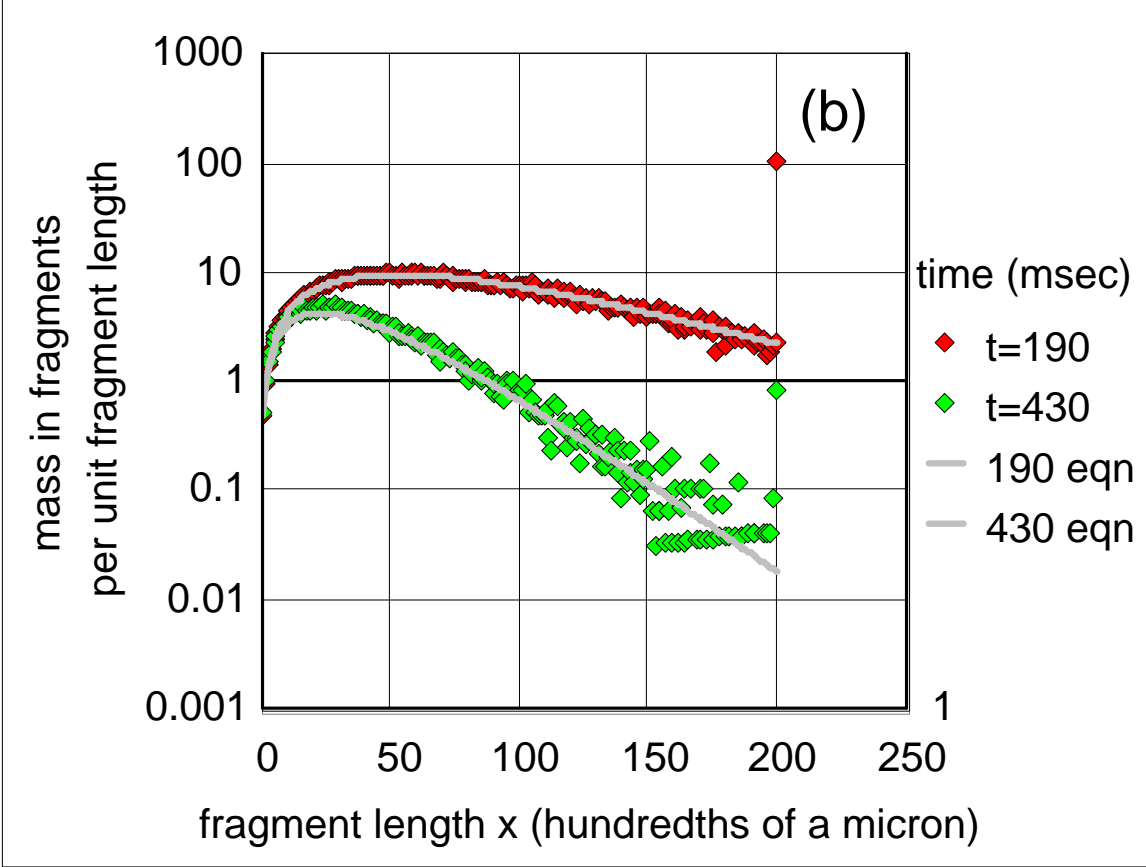 1000
100
10
1
0.1
0.01
0.001
(b)
mass in fragments
per unit fragment length
time (msec)
t=190
t=430
190 eqn
430 eqn
1
0
50
100
150
200
250
fragment length x (hundredths of a micron)